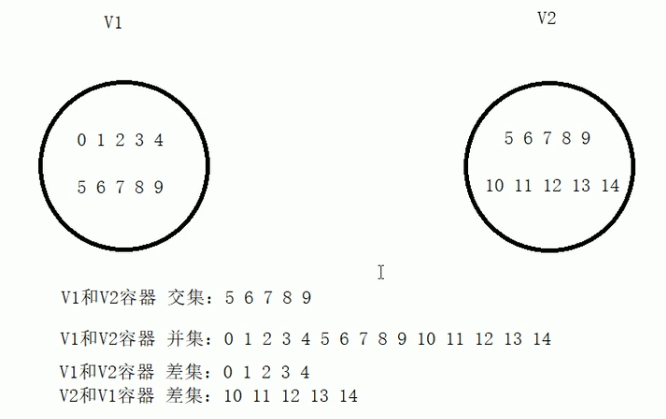 V1 V2
0 1 2 3 4 5 6 7 8 9
5 6 7 8 9 10 11 12 13 14
V1和V2容器 交集：5 6 7 8 9
V1和V2容器 并集：0 1 2 3 4 5 6 7 8 9 10 11 12 13 14
V1和V2容器 差集：0 1 2 3 4
V2和V1容器 差集：10 11 12 13 14